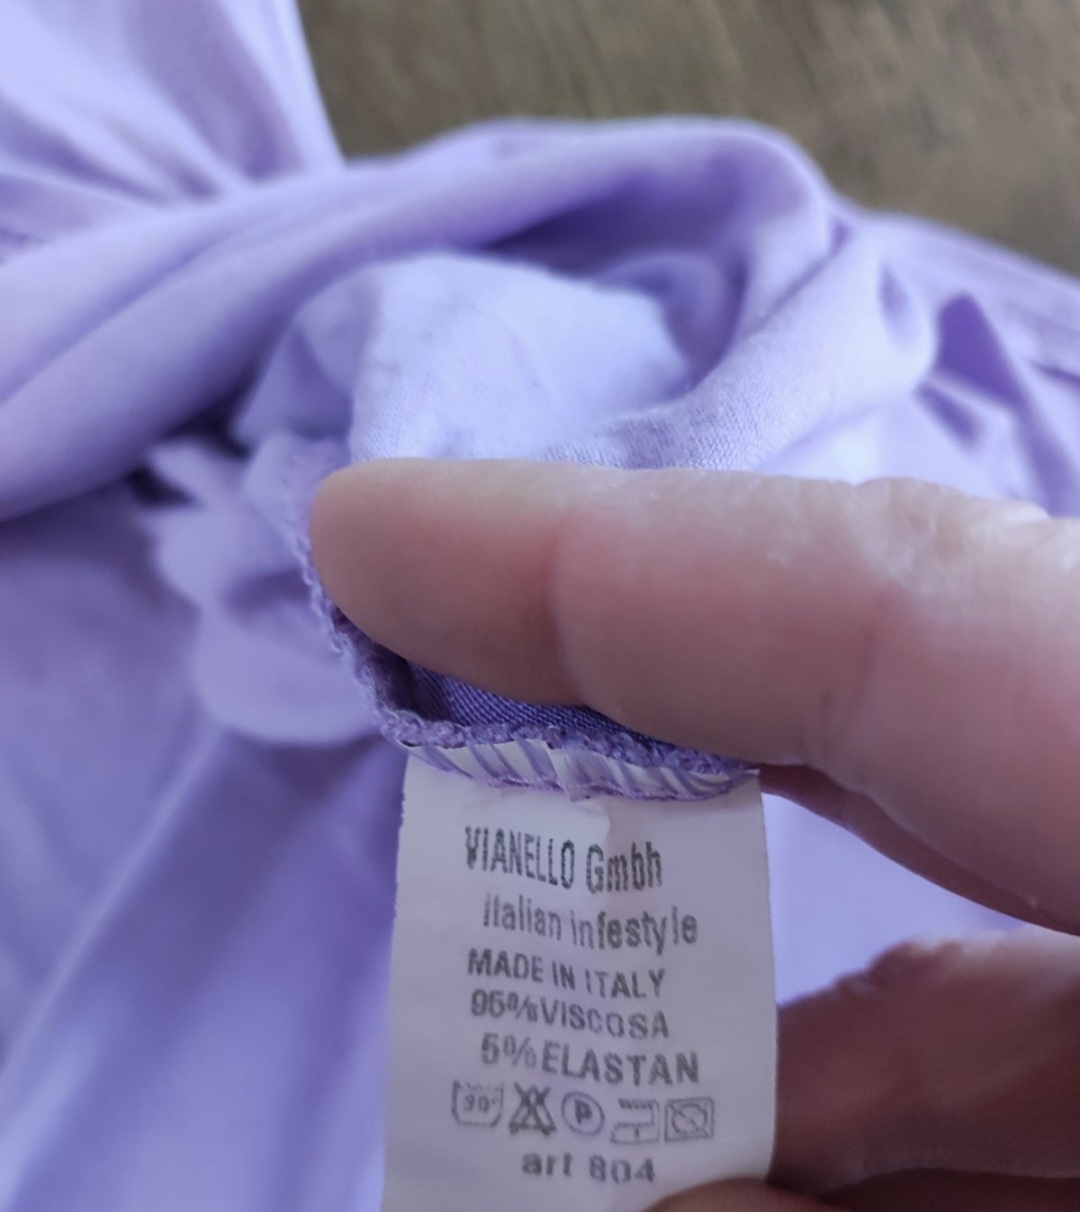 VIANELLO Gmbh
italian infestyle
MADE IN ITALY
95%VISCOSA
5%ELASTAN
30° P
art 804